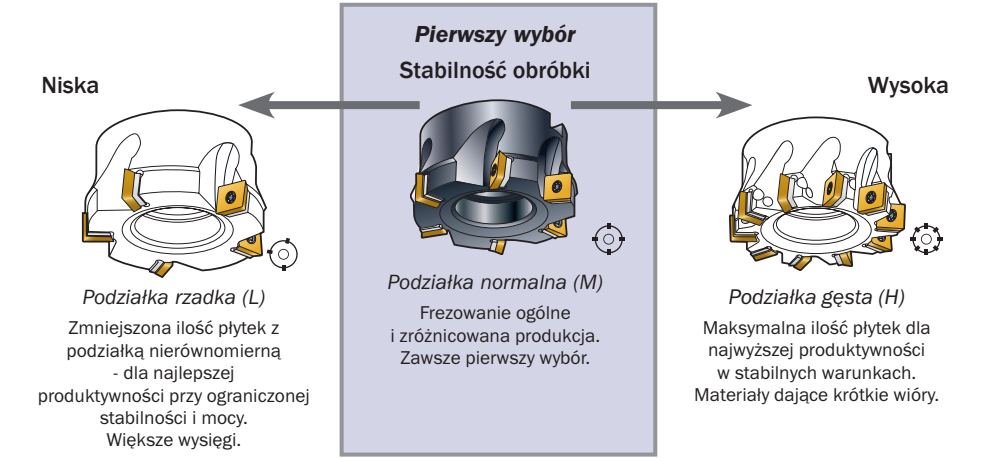 Pierwszy wybór
Stabilność obróbki
Niska
Wysoka
Podziałka rzadka (L)
Zmniejszona ilość płytek z
podziałką nierównomierną
- dla najlepszej
produktywności przy ograniczonej
stabilności i mocy.
Większe wysięgi.
Podziałka normalna (M)
Frezowanie ogólne
i zróżnicowana produkcja.
Zawsze pierwszy wybór.
Podziałka gęsta (H)
Maksymalna ilość płytek dla
najwyższej produktywności
w stabilnych warunkach.
Materiały dające krótkie wióry.